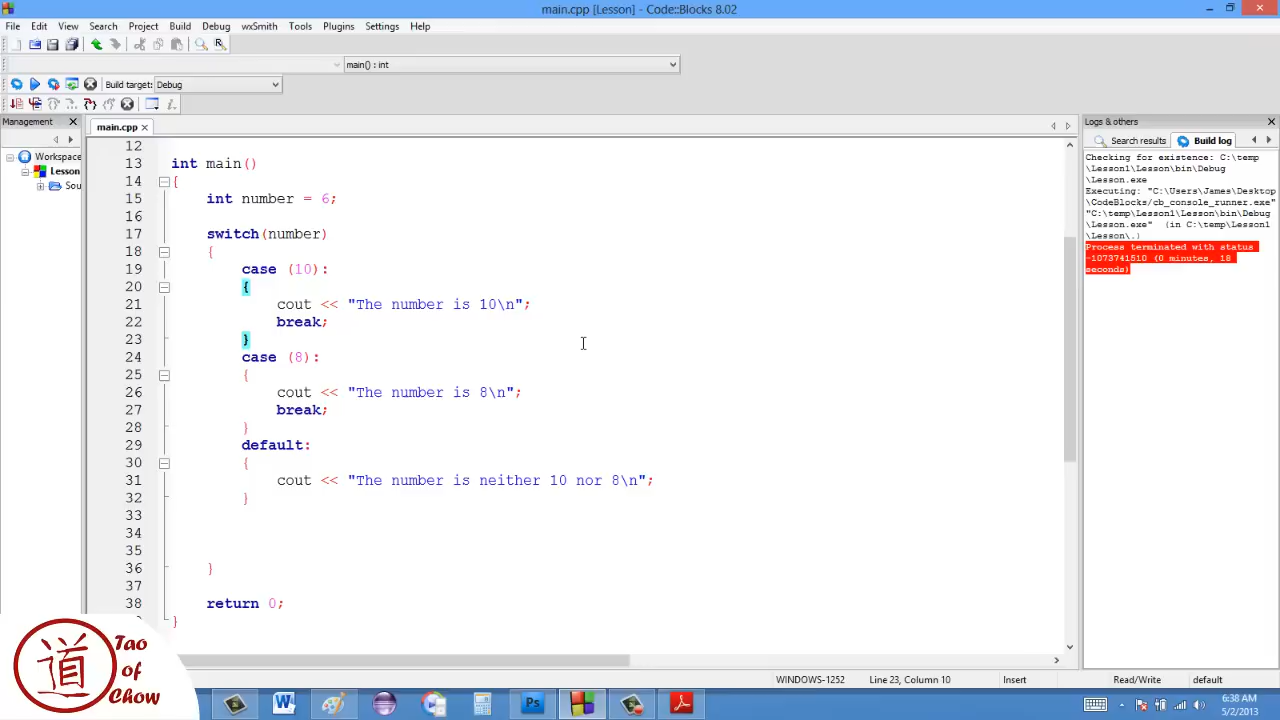 main.cpp [Lesson] - Code::Blocks 8.02
File Edit View Search Project Build Debug wxSmith Tools Plugins Settings Help
main() : int
Build target: Debug
Management
main.cpp
Logs & others
Search results Build log
Workspace
Lesson
Sou
12
13 int main()
14 {
15 int number = 6;
16
17 switch(number)
18 {
19 case (10):
20 {
21 cout << "The number is 10\n";
22 break;
23 }
24 case (8):
25 {
26 cout << "The number is 8\n";
27 break;
28 }
29 default:
30 {
31 cout << "The number is neither 10 nor 8\n";
32 }
33
34
35
36 }
37
38 return 0;
}
Checking for existence: C:\temp
\Lesson1\Lesson\bin\Debug
\Lesson.exe
Executing: "C:\Users\James\Desktop
\CodeBlocks/cb_console_runner.exe"
"C:\temp\Lesson1\Lesson\bin\Debug
\Lesson.exe" (in C:\temp\Lesson1
\Lesson\.)
Process terminated with status
-1073741510 (0 minutes, 18
seconds)
道
Tao
of
Chow
WINDOWS-1252 Line 23, Column 10 Insert Read/Write default
W
Ps
6:38 AM
5/2/2013